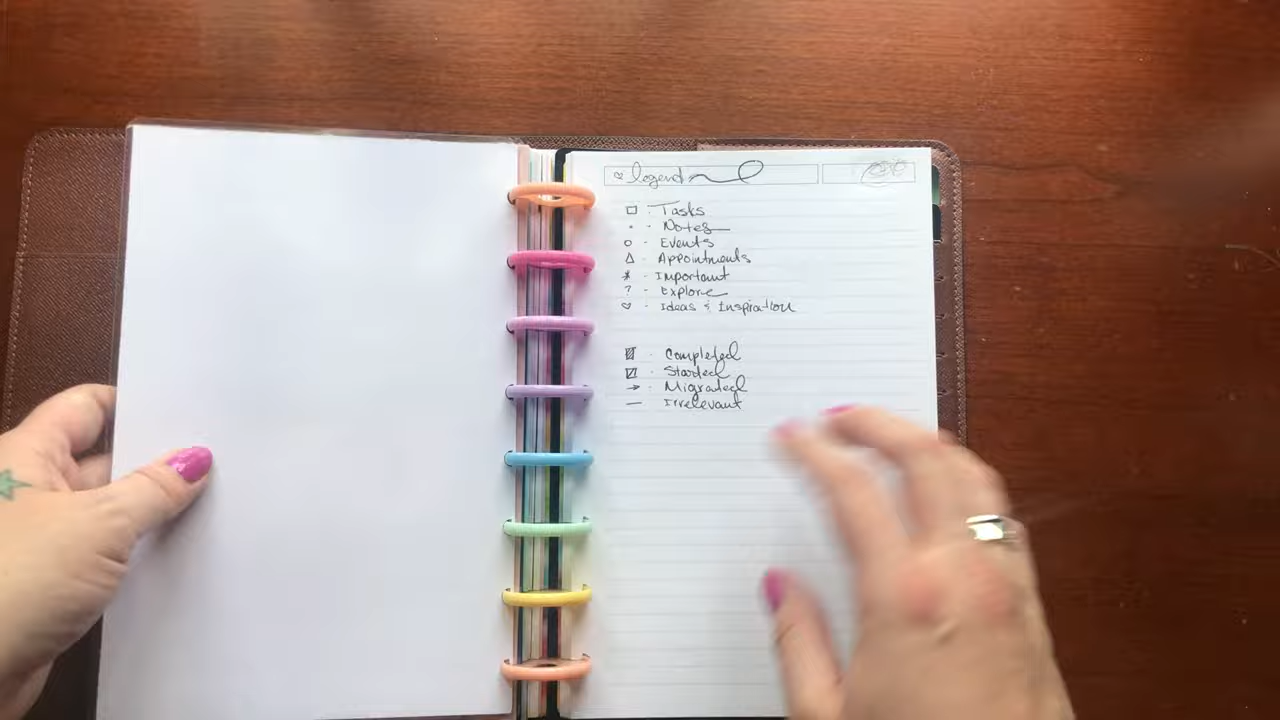 ♡ legend
□ - Tasks
• - Notes
○ - Events
△ - Appointments
* - Important
? - Explore
♡ - Ideas & Inspiration
▨ - Completed
◪ - Started
→ - Migrated
— - Irrelevant